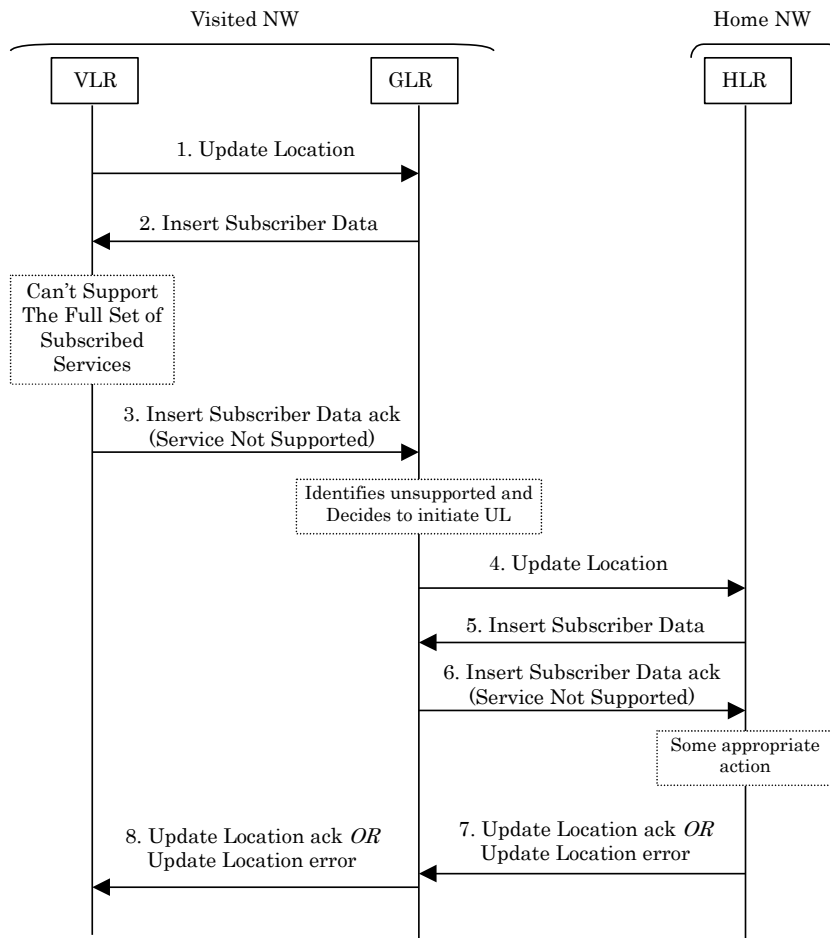 Visited NW
Home NW
VLR
GLR
HLR
1. Update Location
2. Insert Subscriber Data
Can't Support
The Full Set of
Subscribed
Services
3. Insert Subscriber Data ack
(Service Not Supported)
Identifies unsupported and
Decides to initiate UL
4. Update Location
5. Insert Subscriber Data
6. Insert Subscriber Data ack
(Service Not Supported)
Some appropriate
action
7. Update Location ack OR
Update Location error
8. Update Location ack OR
Update Location error